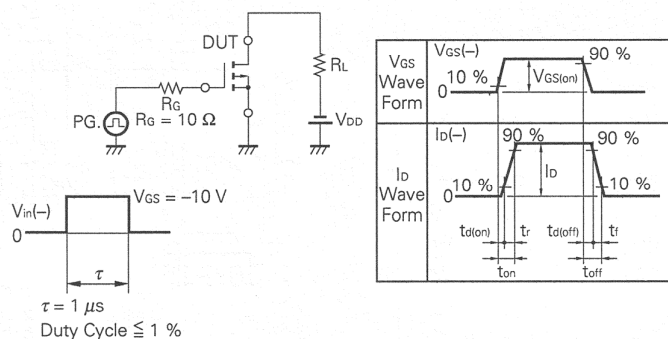 DUT
RL
RG
PG.
RG = 10 Ω
VDD
Vin(-)
VGS = −10 V
0
τ
τ = 1 μs
Duty Cycle ≦ 1 %
VGS
Wave
Form
VGS(-)
90 %
10 %
VGS(on)
0
ID
Wave
Form
ID(-)
90 %
90 %
ID
10 %
10 %
0
td(on)
tr
td(off)
tf
ton
toff